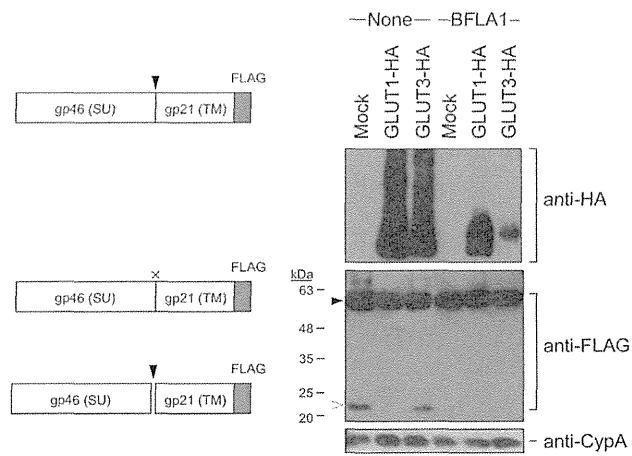 None
BFLA1
Mock
GLUT1-HA
GLUT3-HA
Mock
GLUT1-HA
GLUT3-HA
FLAG
gp46 (SU) gp21 (TM)
anti-HA
×
FLAG
gp46 (SU) gp21 (TM)
kDa
63
48
35
25
20
anti-FLAG
FLAG
gp46 (SU) gp21 (TM)
anti-CypA